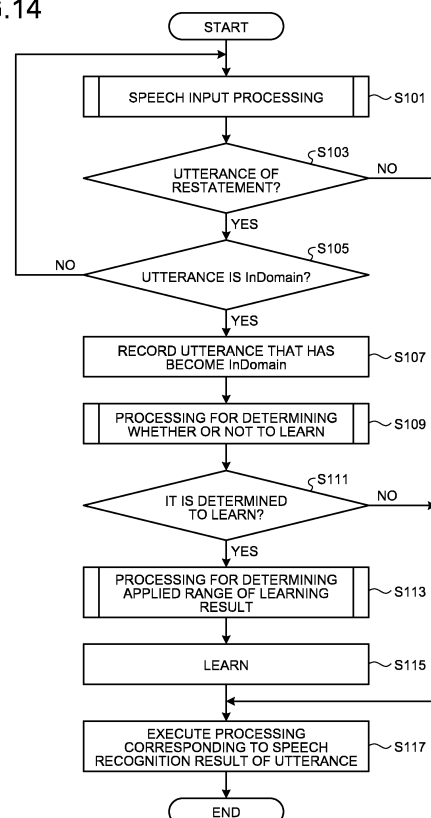 G.14
START
SPEECH INPUT PROCESSING
S101
S103
UTTERANCE OF
RESTATEMENT?
NO
YES
S105
UTTERANCE IS InDomain?
NO
YES
RECORD UTTERANCE THAT HAS
BECOME InDomain
S107
PROCESSING FOR DETERMINING
WHETHER OR NOT TO LEARN
S109
S111
IT IS DETERMINED
TO LEARN?
NO
YES
PROCESSING FOR DETERMINING
APPLIED RANGE OF LEARNING
RESULT
S113
LEARN
S115
EXECUTE PROCESSING
CORRESPONDING TO SPEECH
RECOGNITION RESULT OF UTTERANCE
S117
END